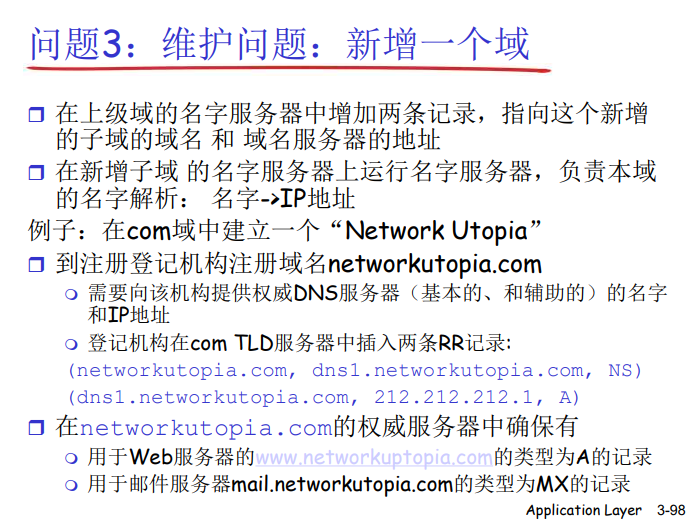 问题3：维护问题：新增一个域
在上级域的名字服务器中增加两条记录，指向这个新增
的子域的域名 和 域名服务器的地址
在新增子域 的名字服务器上运行名字服务器，负责本域
的名字解析： 名字->IP地址
例子：在com域中建立一个“Network Utopia”
到注册登记机构注册域名networkutopia.com
需要向该机构提供权威DNS服务器（基本的、和辅助的）的名字
和IP地址
登记机构在com TLD服务器中插入两条RR记录:
(networkutopia.com, dns1.networkutopia.com, NS)
(dns1.networkutopia.com, 212.212.212.1, A)
在networkutopia.com的权威服务器中确保有
用于Web服务器的www.networkuptopia.com的类型为A的记录
用于邮件服务器mail.networkutopia.com的类型为MX的记录
Application Layer 3-98